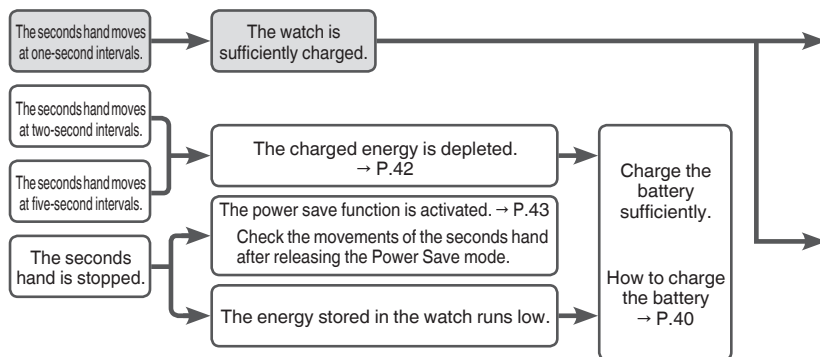 The seconds hand moves
at one-second intervals.
The watch is
sufficiently charged.
The seconds hand moves
at two-second intervals.
The seconds hand moves
at five-second intervals.
The charged energy is depleted.
→ P.42
The seconds
hand is stopped.
The power save function is activated. → P.43
Check the movements of the seconds hand
after releasing the Power Save mode.
The energy stored in the watch runs low.
Charge the
battery
sufficiently.
How to charge
the battery
→ P.40